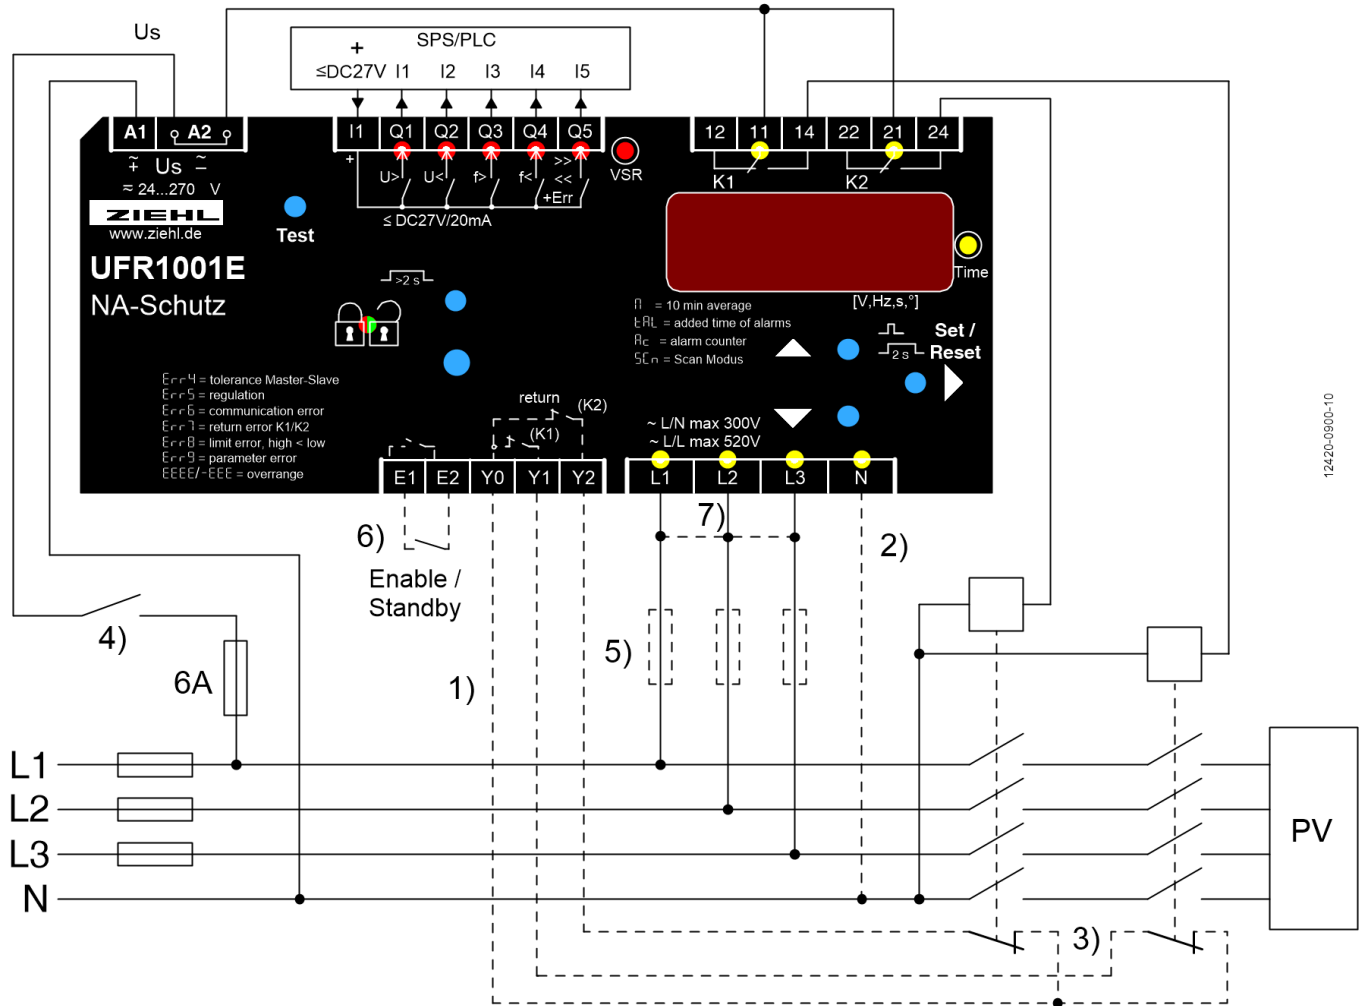 Us
SPS/PLC
+
≤DC27V I1 I2 I3 I4 I5
A1 A2
I1 Q1 Q2 Q3 Q4 Q5
12 11 14 22 21 24
+
~ + Us ~ −
≈ 24...270 V
U> U< f> f< >> <<
+Err
≤ DC27V/20mA
VSR
K1 K2
ZIEHL
www.ziehl.de
Test
Time
UFR1001E
NA-Schutz
>2 s
[V,Hz,s,°]
= 10 min average
tAL = added time of alarms
Ac = alarm counter
SCn = Scan Modus
Set /
Reset
2 s
Err4 = tolerance Master-Slave
Err5 = regulation
Err6 = communication error
Err7 = return error K1/K2
Err8 = limit error, high < low
Err9 = parameter error
EEEE/-EEE = overrange
return
(K2)
(K1)
~ L/N max 300V
~ L/L max 520V
E1 E2 Y0 Y1 Y2
L1 L2 L3 N
12420-0900-10
6)
7)
2)
Enable /
Standby
4)
5)
6A
1)
L1
L2
L3
N
PV
3)